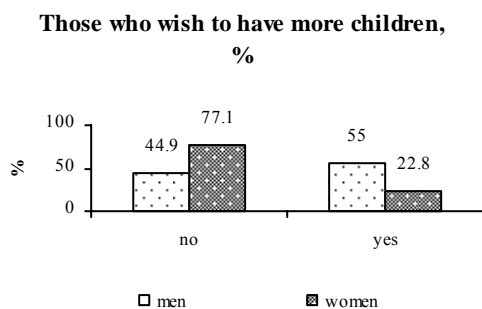 Those who wish to have more children,
%
100
50
0
%
44.9
77.1
55
22.8
no
yes
men
women